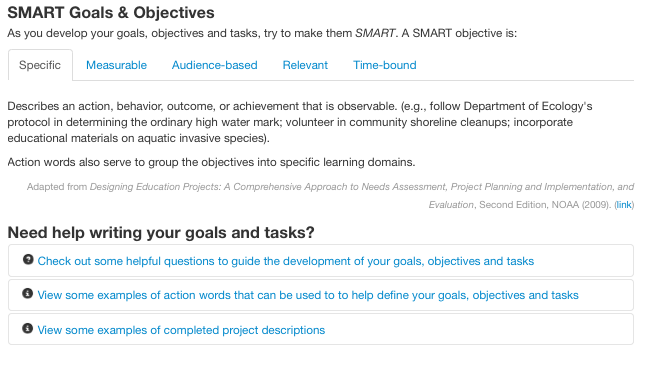 SMART Goals & Objectives
As you develop your goals, objectives and tasks, try to make them SMART. A SMART objective is:
Specific
Measurable
Audience-based
Relevant
Time-bound
Describes an action, behavior, outcome, or achievement that is observable. (e.g., follow Department of Ecology's
protocol in determining the ordinary high water mark; volunteer in community shoreline cleanups; incorporate
educational materials on aquatic invasive species).
Action words also serve to group the objectives into specific learning domains.
Adapted from Designing Education Projects: A Comprehensive Approach to Needs Assessment, Project Planning and Implementation, and
Evaluation, Second Edition, NOAA (2009). (link)
Need help writing your goals and tasks?
Check out some helpful questions to guide the development of your goals, objectives and tasks
View some examples of action words that can be used to to help define your goals, objectives and tasks
View some examples of completed project descriptions